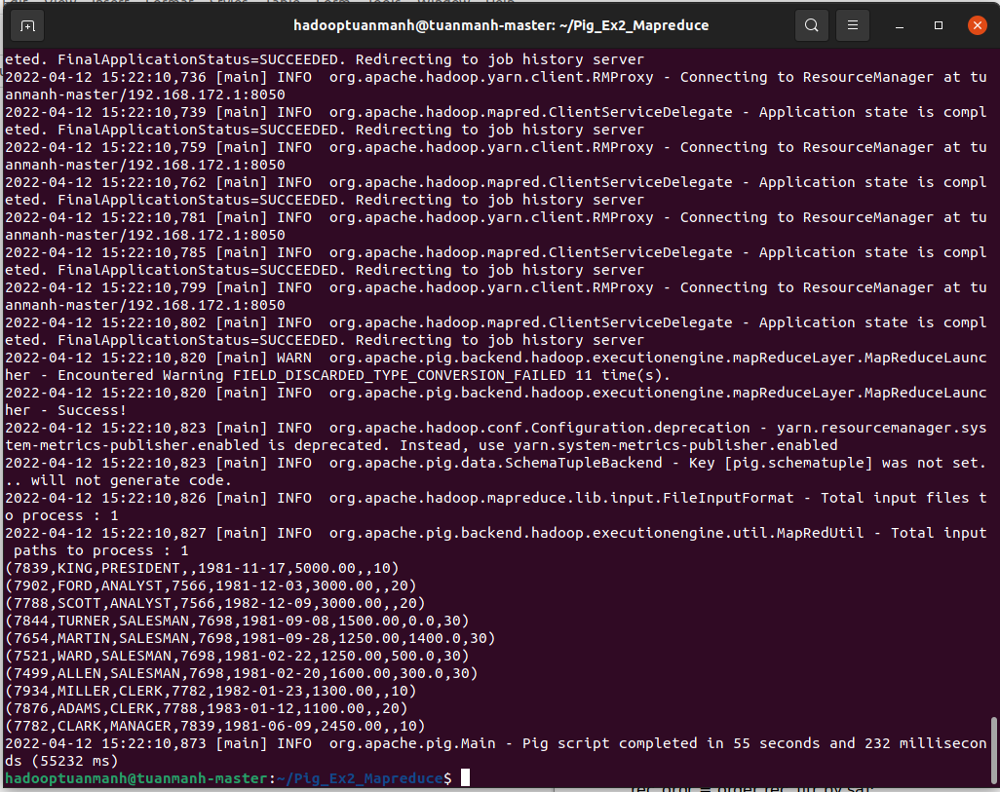 hadooptuanmanh@tuanmanh-master: ~/Pig_Ex2_Mapreduce
eted. FinalApplicationStatus=SUCCEEDED. Redirecting to job history server
2022-04-12 15:22:10,736 [main] INFO  org.apache.hadoop.yarn.client.RMProxy - Connecting to ResourceManager at tu
anmanh-master/192.168.172.1:8050
2022-04-12 15:22:10,739 [main] INFO  org.apache.hadoop.mapred.ClientServiceDelegate - Application state is compl
eted. FinalApplicationStatus=SUCCEEDED. Redirecting to job history server
2022-04-12 15:22:10,759 [main] INFO  org.apache.hadoop.yarn.client.RMProxy - Connecting to ResourceManager at tu
anmanh-master/192.168.172.1:8050
2022-04-12 15:22:10,762 [main] INFO  org.apache.hadoop.mapred.ClientServiceDelegate - Application state is compl
eted. FinalApplicationStatus=SUCCEEDED. Redirecting to job history server
2022-04-12 15:22:10,781 [main] INFO  org.apache.hadoop.yarn.client.RMProxy - Connecting to ResourceManager at tu
anmanh-master/192.168.172.1:8050
2022-04-12 15:22:10,785 [main] INFO  org.apache.hadoop.mapred.ClientServiceDelegate - Application state is compl
eted. FinalApplicationStatus=SUCCEEDED. Redirecting to job history server
2022-04-12 15:22:10,799 [main] INFO  org.apache.hadoop.yarn.client.RMProxy - Connecting to ResourceManager at tu
anmanh-master/192.168.172.1:8050
2022-04-12 15:22:10,802 [main] INFO  org.apache.hadoop.mapred.ClientServiceDelegate - Application state is compl
eted. FinalApplicationStatus=SUCCEEDED. Redirecting to job history server
2022-04-12 15:22:10,820 [main] WARN  org.apache.pig.backend.hadoop.executionengine.mapReduceLayer.MapReduceLaunc
her - Encountered Warning FIELD_DISCARDED_TYPE_CONVERSION_FAILED 11 time(s).
2022-04-12 15:22:10,820 [main] INFO  org.apache.pig.backend.hadoop.executionengine.mapReduceLayer.MapReduceLaunc
her - Success!
2022-04-12 15:22:10,823 [main] INFO  org.apache.hadoop.conf.Configuration.deprecation - yarn.resourcemanager.sys
tem-metrics-publisher.enabled is deprecated. Instead, use yarn.system-metrics-publisher.enabled
2022-04-12 15:22:10,823 [main] INFO  org.apache.pig.data.SchemaTupleBackend - Key [pig.schematuple] was not set.
.. will not generate code.
2022-04-12 15:22:10,826 [main] INFO  org.apache.hadoop.mapreduce.lib.input.FileInputFormat - Total input files t
o process : 1
2022-04-12 15:22:10,827 [main] INFO  org.apache.pig.backend.hadoop.executionengine.util.MapRedUtil - Total input
 paths to process : 1
(7839,KING,PRESIDENT,,1981-11-17,5000.00,,10)
(7902,FORD,ANALYST,7566,1981-12-03,3000.00,,20)
(7788,SCOTT,ANALYST,7566,1982-12-09,3000.00,,20)
(7844,TURNER,SALESMAN,7698,1981-09-08,1500.00,0.0,30)
(7654,MARTIN,SALESMAN,7698,1981-09-28,1250.00,1400.0,30)
(7521,WARD,SALESMAN,7698,1981-02-22,1250.00,500.0,30)
(7499,ALLEN,SALESMAN,7698,1981-02-20,1600.00,300.0,30)
(7934,MILLER,CLERK,7782,1982-01-23,1300.00,,10)
(7876,ADAMS,CLERK,7788,1983-01-12,1100.00,,20)
(7782,CLARK,MANAGER,7839,1981-06-09,2450.00,,10)
2022-04-12 15:22:10,873 [main] INFO  org.apache.pig.Main - Pig script completed in 55 seconds and 232 millisecon
ds (55232 ms)
hadooptuanmanh@tuanmanh-master:~/Pig_Ex2_Mapreduce$